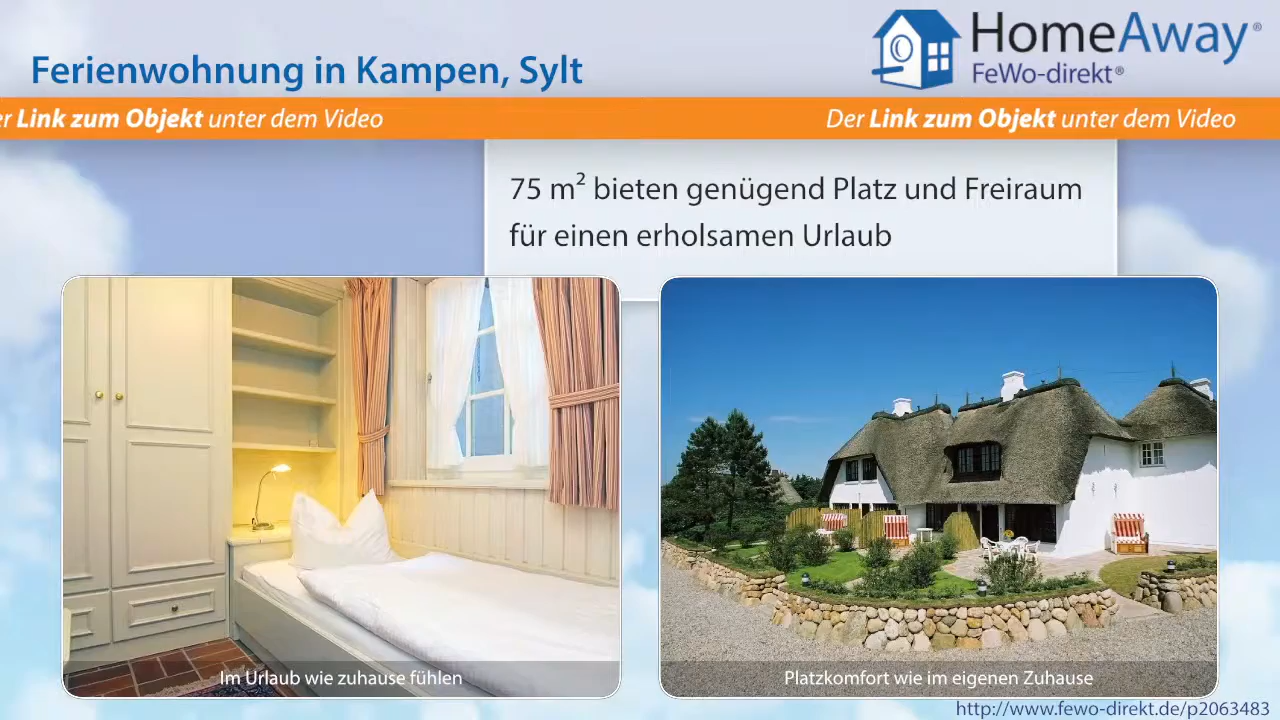 HomeAway®
FeWo-direkt®
Ferienwohnung in Kampen, Sylt
er Link zum Objekt unter dem Video
Der Link zum Objekt unter dem Video
75 m² bieten genügend Platz und Freiraum
für einen erholsamen Urlaub
Im Urlaub wie zuhause fühlen
Platzkomfort wie im eigenen Zuhause
http://www.fewo-direkt.de/p2063483